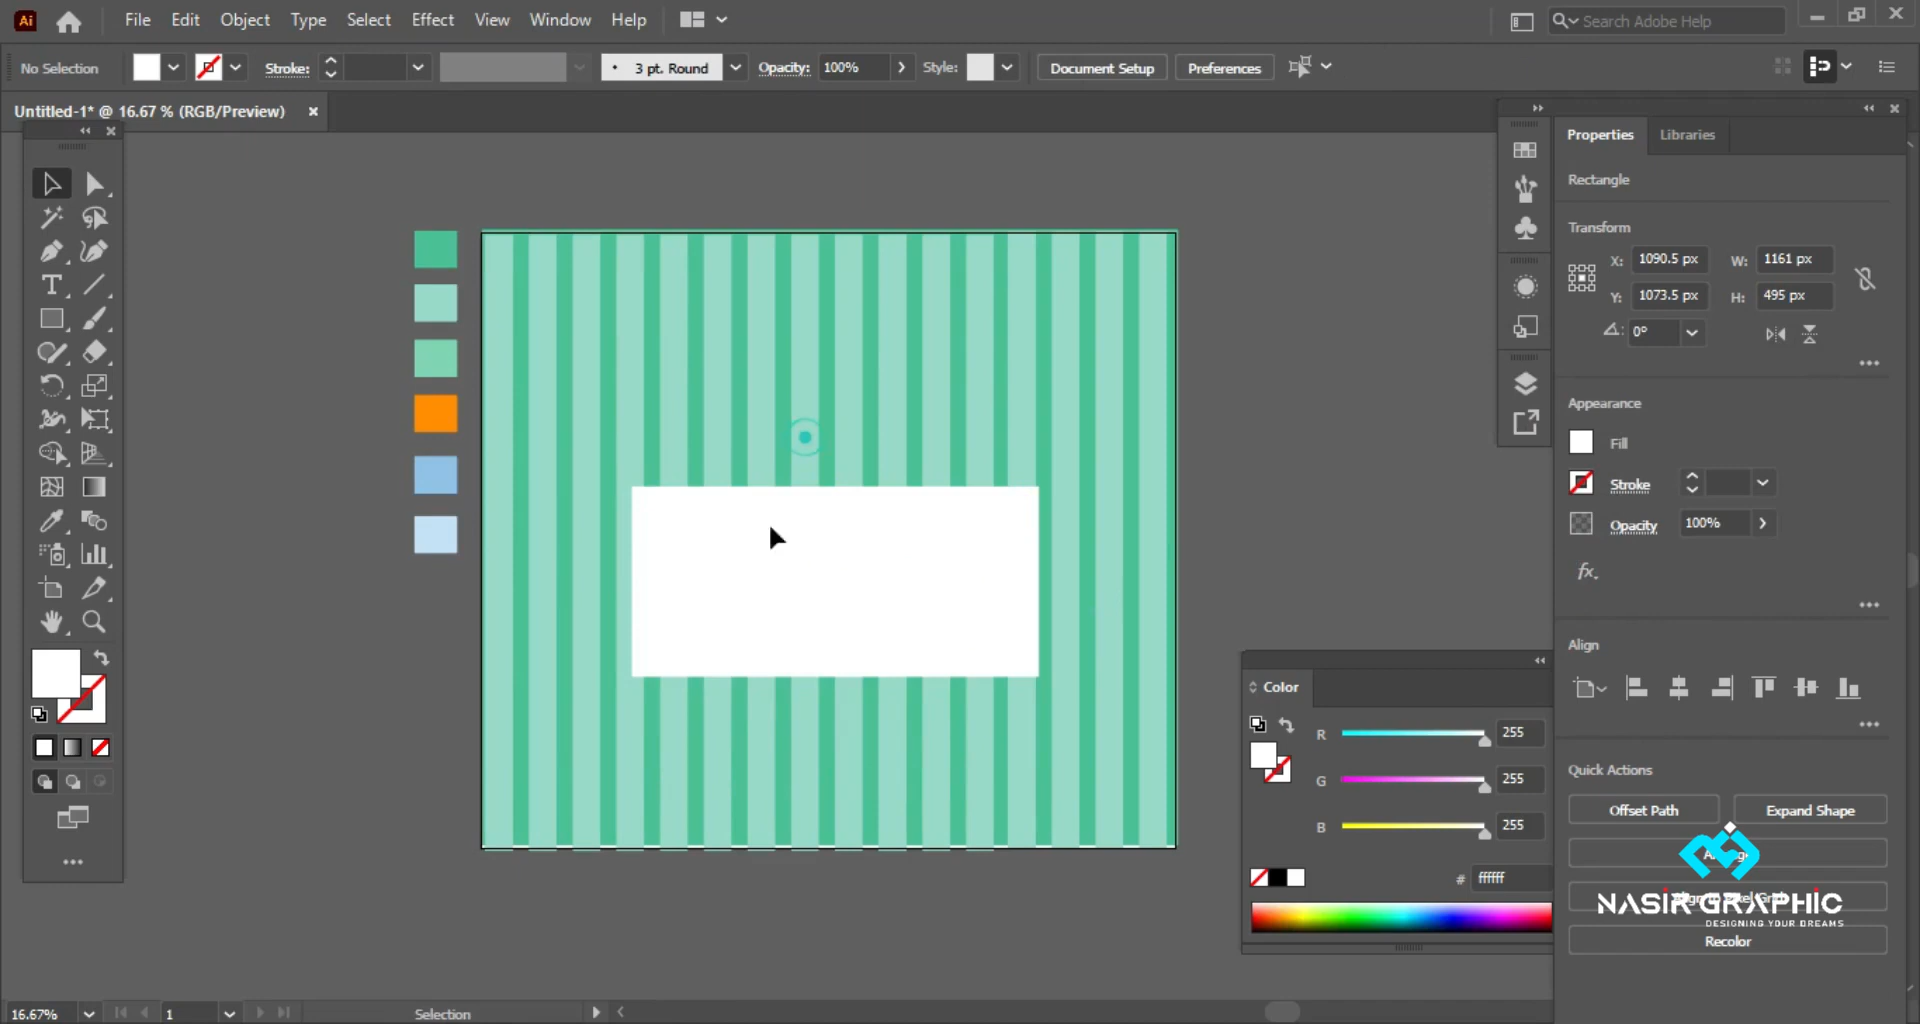 Ai File Edit Object Type Select Effect View Window Help Search Adobe Help
No Selection Stroke: 3 pt. Round Opacity: 100% Style: Document Setup Preferences
Untitled-1* @ 16.67 % (RGB/Preview)
Properties Libraries
Rectangle
Transform
X: 1090.5 px W: 1161 px
Y: 1073.5 px H: 495 px
0°
Appearance
Fill
Stroke
Opacity 100%
fx.
Align
Quick Actions
Offset Path Expand Shape
Recolor
Color
R 255
G 255
B 255
# ffffff
NASIR GRAPHIC
DESIGNING YOUR DREAMS
16.67% 1 Selection